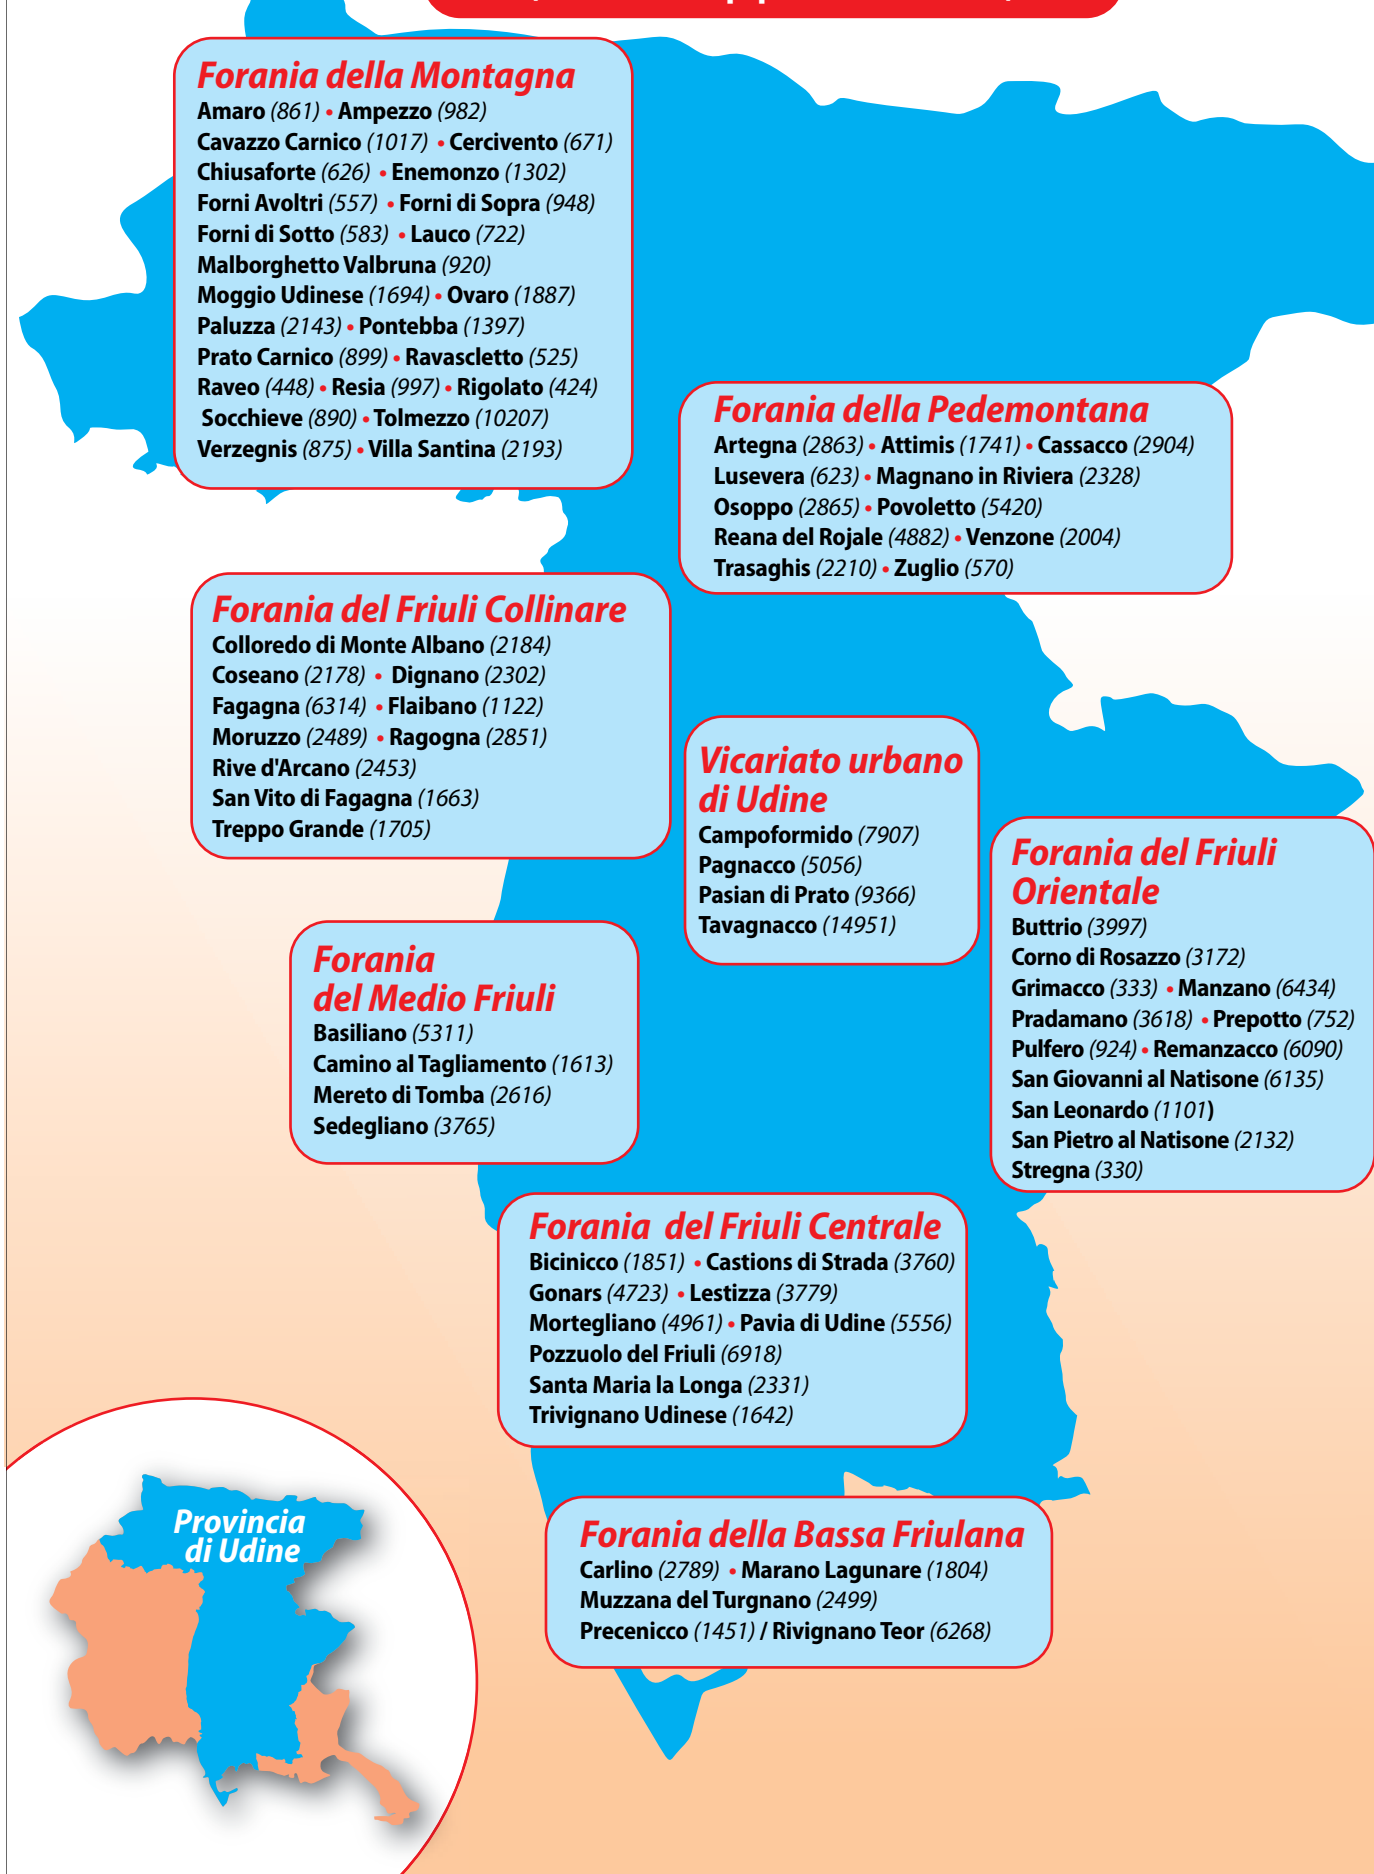 Forania della Montagna
Amaro (861) • Ampezzo (982)
Cavazzo Carnico (1017) • Cercivento (671)
Chiusaforte (626) • Enemonzo (1302)
Forni Avoltri (557) • Forni di Sopra (948)
Forni di Sotto (583) • Lauco (722)
Malborghetto Valbruna (920)
Moggio Udinese (1694) • Ovaro (1887)
Paluzza (2143) • Pontebba (1397)
Prato Carnico (899) • Ravascletto (525)
Raveo (448) • Resia (997) • Rigolato (424)
Socchieve (890) • Tolmezzo (10207)
Verzegnis (875) • Villa Santina (2193)
Forania della Pedemontana
Artegna (2863) • Attimis (1741) • Cassacco (2904)
Lusevera (623) • Magnano in Riviera (2328)
Osoppo (2865) • Povoletto (5420)
Reana del Rojale (4882) • Venzone (2004)
Trasaghis (2210) • Zuglio (570)
Forania del Friuli Collinare
Colloredo di Monte Albano (2184)
Coseano (2178) • Dignano (2302)
Fagagna (6314) • Flaibano (1122)
Moruzzo (2489) • Ragogna (2851)
Rive d'Arcano (2453)
San Vito di Fagagna (1663)
Treppo Grande (1705)
Vicariato urbano
di Udine
Campoformido (7907)
Pagnacco (5056)
Pasian di Prato (9366)
Tavagnacco (14951)
Forania del Friuli
Orientale
Buttrio (3997)
Corno di Rosazzo (3172)
Grimacco (333) • Manzano (6434)
Pradamano (3618) • Prepotto (752)
Pulfero (924) • Remanzacco (6090)
San Giovanni al Natisone (6135)
San Leonardo (1101)
San Pietro al Natisone (2132)
Stregna (330)
Forania
del Medio Friuli
Basiliano (5311)
Camino al Tagliamento (1613)
Mereto di Tomba (2616)
Sedegliano (3765)
Forania del Friuli Centrale
Bicinicco (1851) • Castions di Strada (3760)
Gonars (4723) • Lestizza (3779)
Mortegliano (4961) • Pavia di Udine (5556)
Pozzuolo del Friuli (6918)
Santa Maria la Longa (2331)
Trivignano Udinese (1642)
Forania della Bassa Friulana
Carlino (2789) • Marano Lagunare (1804)
Muzzana del Turgnano (2499)
Precenicco (1451) / Rivignano Teor (6268)
Provincia
di Udine